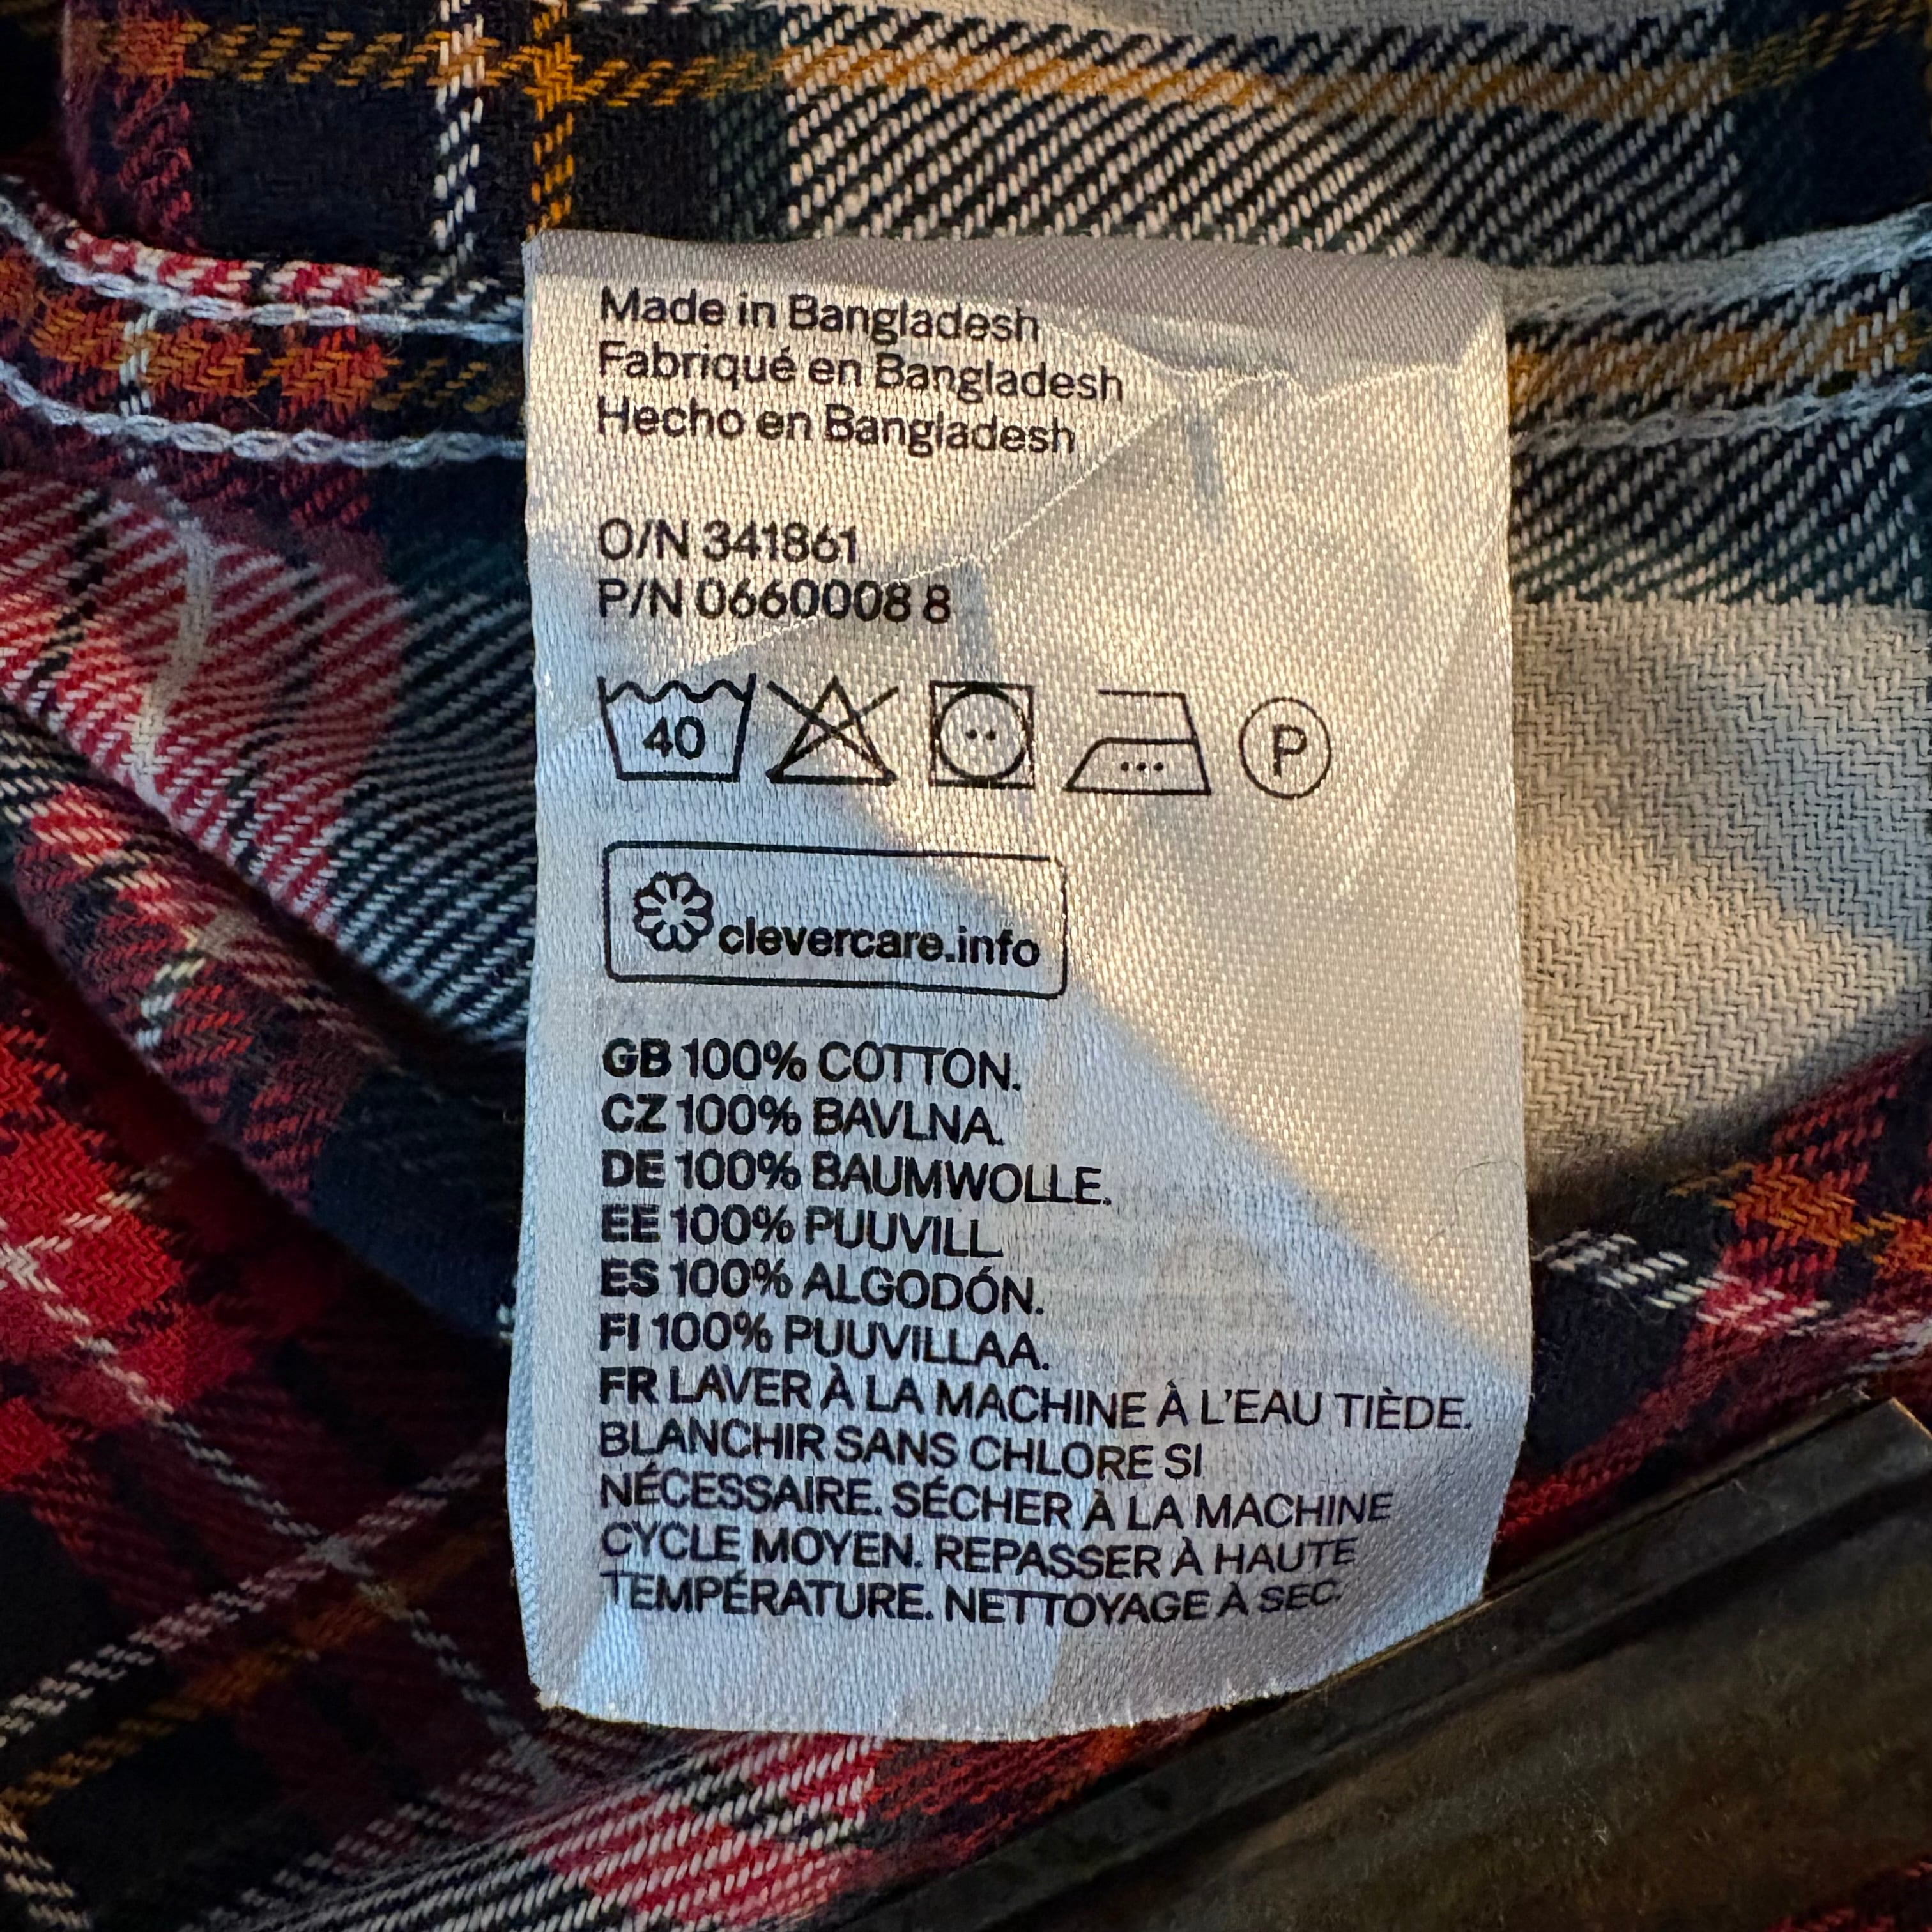 Made in Bangladesh
Fabriqué en Bangladesh
Hecho en Bangladesh
O/N 341861
P/N 0660008 8
40
P
clevercare.info
GB 100% COTTON.
CZ 100% BAVLNA.
DE 100% BAUMWOLLE.
EE 100% PUUVILL
ES 100% ALGODÓN.
FI 100% PUUVILLAA.
FR LAVER À LA MACHINE À L'EAU TIÈDE.
BLANCHIR SANS CHLORE SI
NÉCESSAIRE. SÉCHER À LA MACHINE
CYCLE MOYEN. REPASSER À HAUTE
TEMPÉRATURE. NETTOYAGE À SEC.